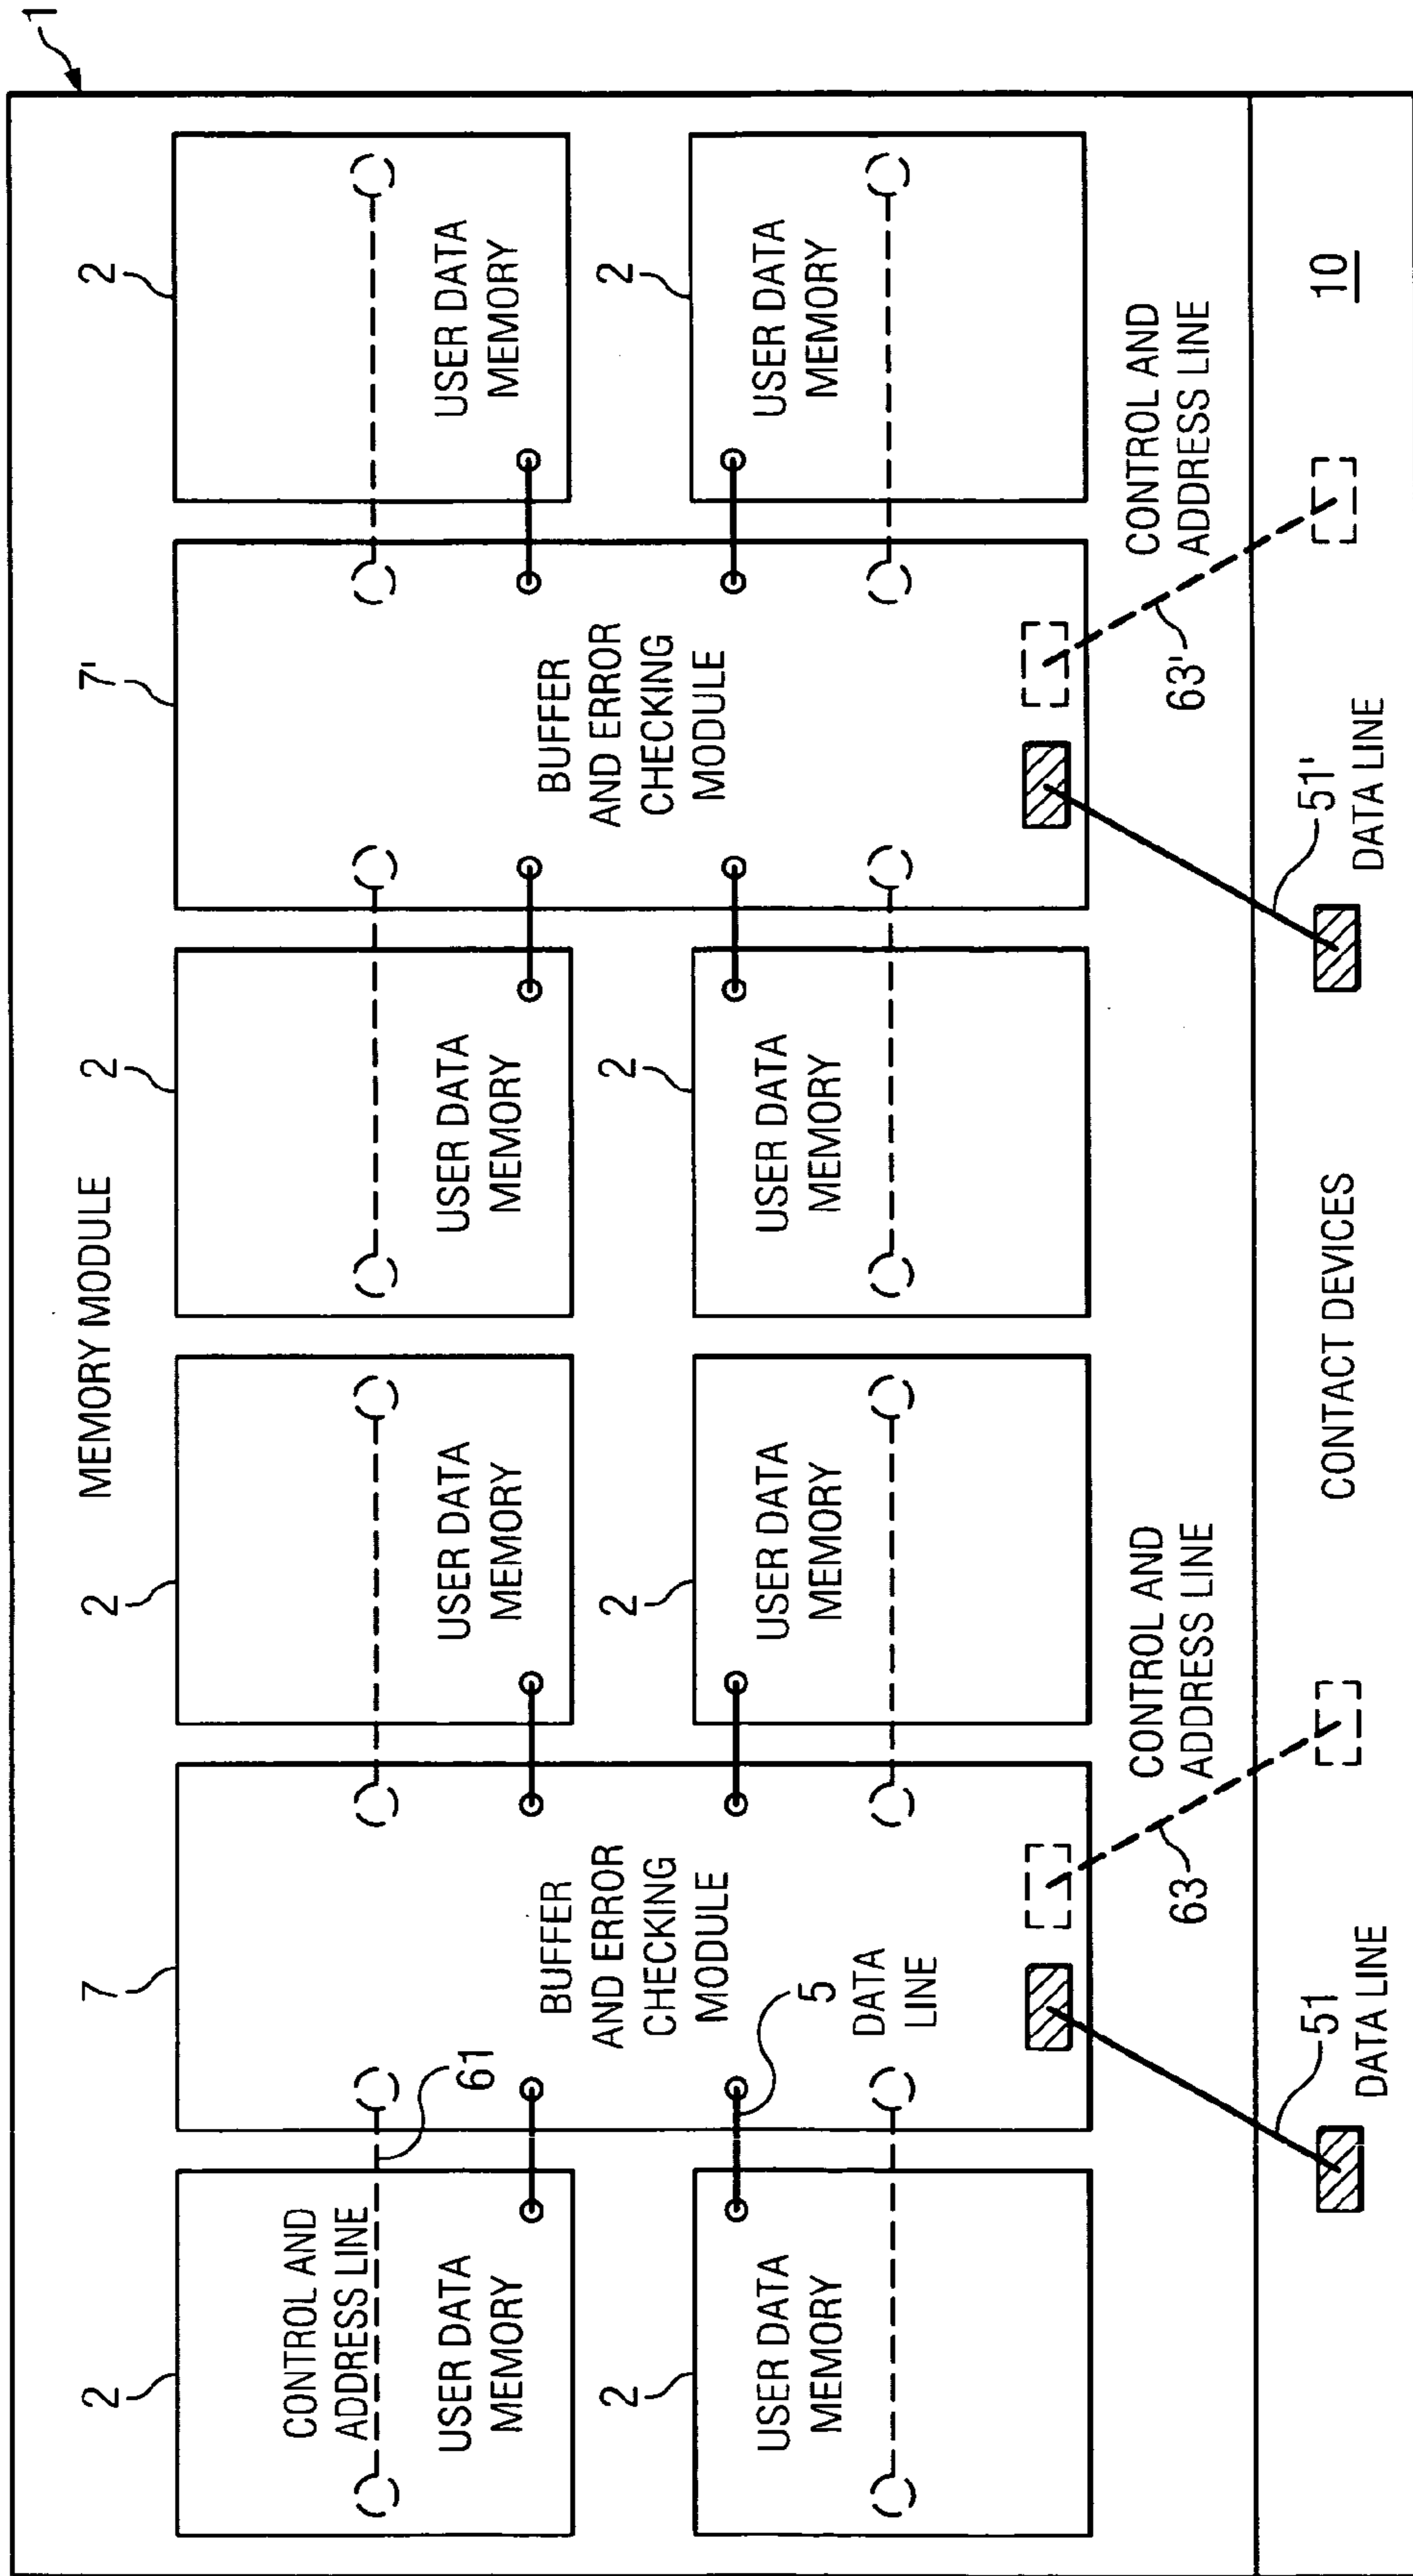 1
MEMORY MODULE
2
7
2
2
7'
2
CONTROL AND
ADDRESS LINE
61
USER DATA
MEMORY
BUFFER
AND ERROR
CHECKING
MODULE
USER DATA
MEMORY
USER DATA
MEMORY
BUFFER
AND ERROR
CHECKING
MODULE
USER DATA
MEMORY
2
5
DATA
LINE
2
2
2
USER DATA
MEMORY
USER DATA
MEMORY
USER DATA
MEMORY
USER DATA
MEMORY
CONTROL AND
ADDRESS LINE
CONTROL AND
ADDRESS LINE
63
63'
51
DATA LINE
CONTACT DEVICES
51'
DATA LINE
10